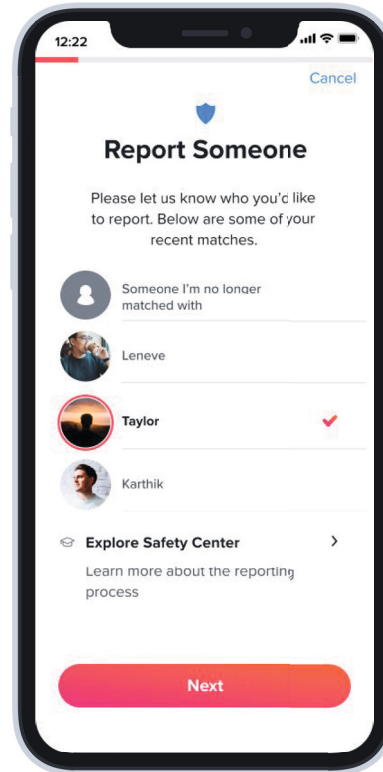 12:22
Cancel
Report Someone
Please let us know who you'd like
to report. Below are some of your
recent matches.
Someone I'm no longer
matched with
Leneve
Taylor
Karthik
Explore Safety Center
Learn more about the reporting
process
Next